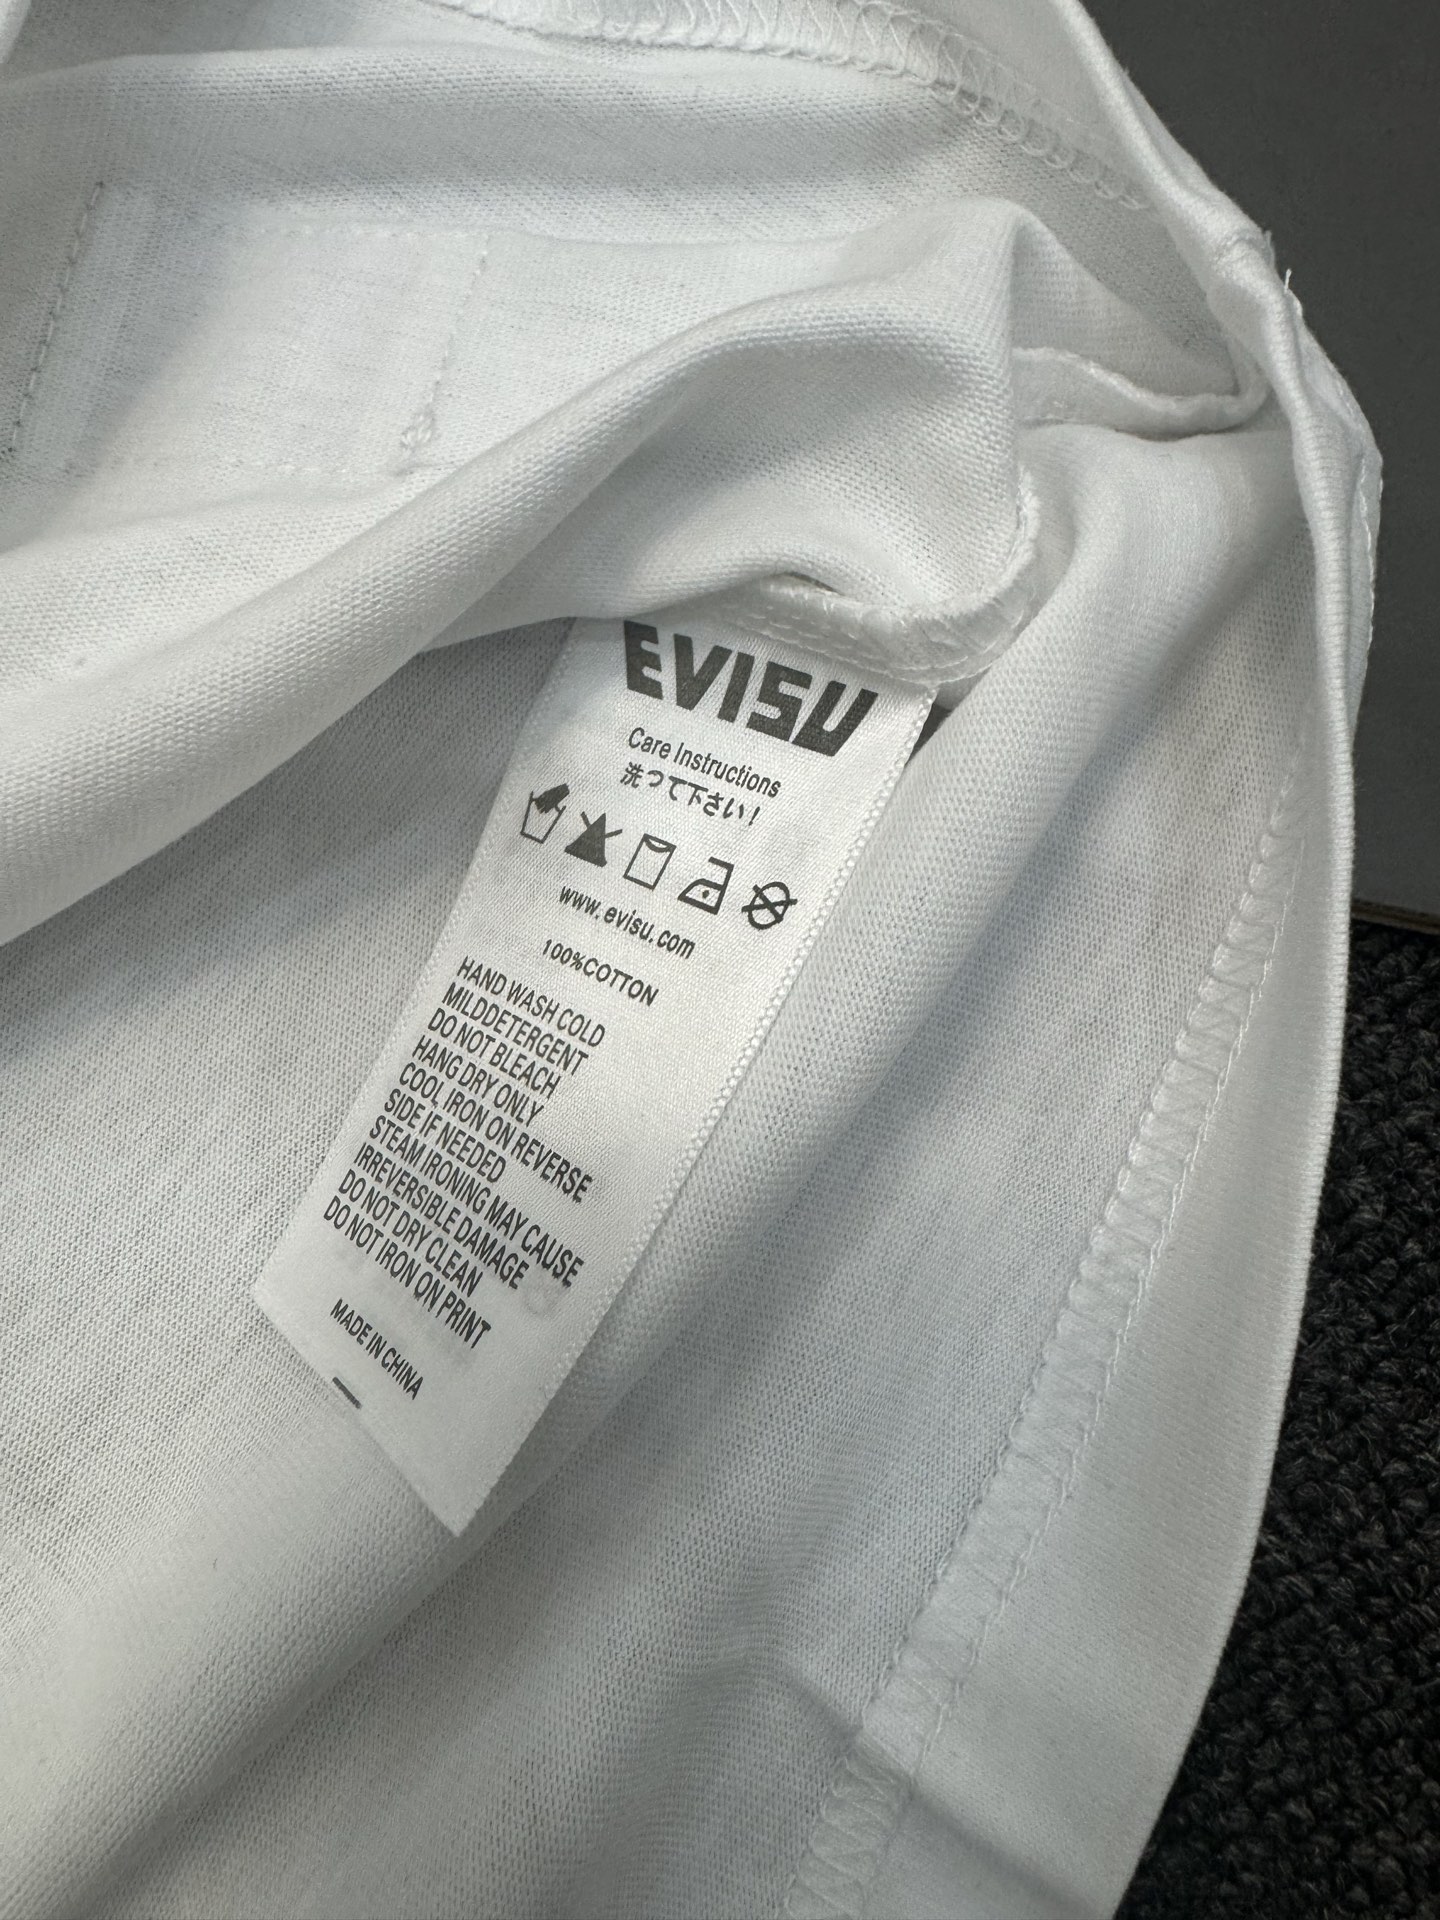 EVISU
Care Instructions
洗って下さい!
www.evisu.com
100%COTTON
HAND WASH COLD
MILDDETERGENT
DO NOT BLEACH
HANG DRY ONLY
COOL IRON ON REVERSE
SIDE IF NEEDED
STEAM IRONING MAY CAUSE
IRREVERSIBLE DAMAGE
DO NOT DRY CLEAN
DO NOT IRON ON PRINT
MADE IN CHINA